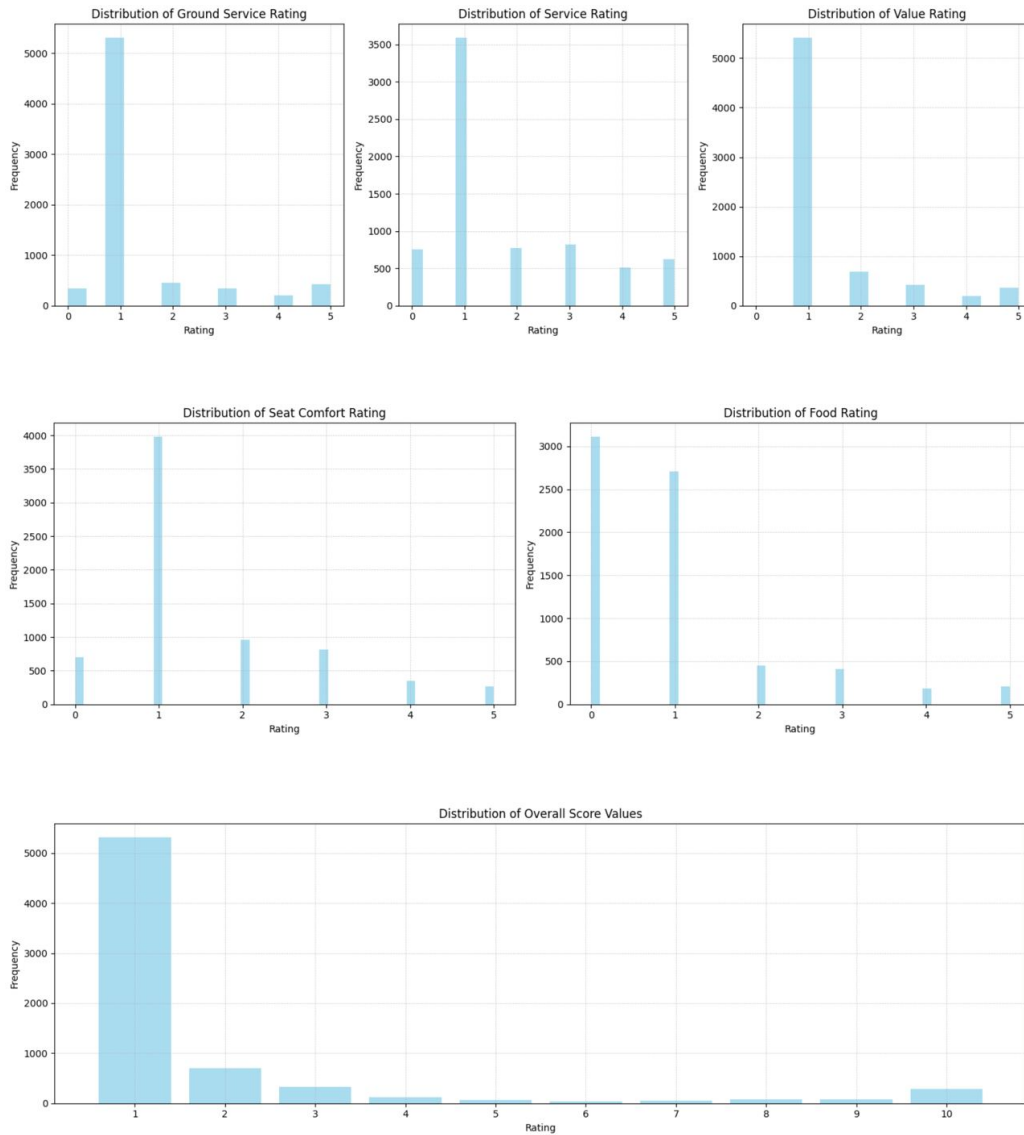 Distribution of Ground Service Rating
Frequency
5000
4000
3000
2000
1000
0
0 1 2 3 4 5
Rating
Distribution of Service Rating
Frequency
3500
3000
2500
2000
1500
1000
500
0
0 1 2 3 4 5
Rating
Distribution of Value Rating
Frequency
5000
4000
3000
2000
1000
0
0 1 2 3 4 5
Rating
Distribution of Seat Comfort Rating
Frequency
4000
3500
3000
2500
2000
1500
1000
500
0
0 1 2 3 4 5
Rating
Distribution of Food Rating
Frequency
3000
2500
2000
1500
1000
500
0
0 1 2 3 4 5
Rating
Distribution of Overall Score Values
Frequency
5000
4000
3000
2000
1000
0
1 2 3 4 5 6 7 8 9 10
Rating